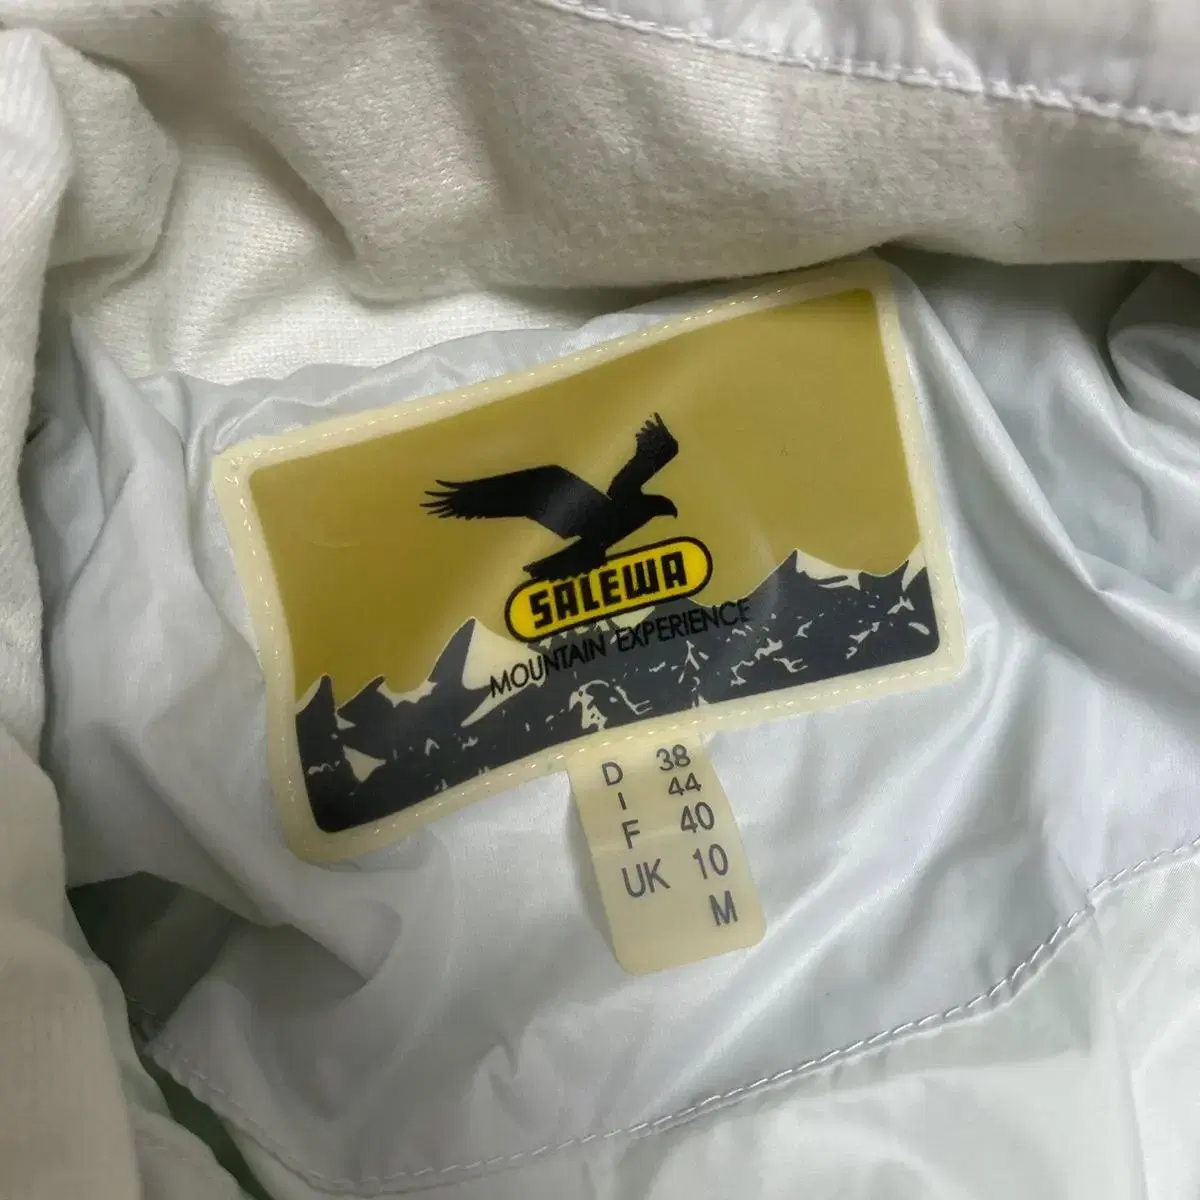 SALEWA
MOUNTAIN EXPERIENCE
D 38
I 44
F 40
UK 10
M